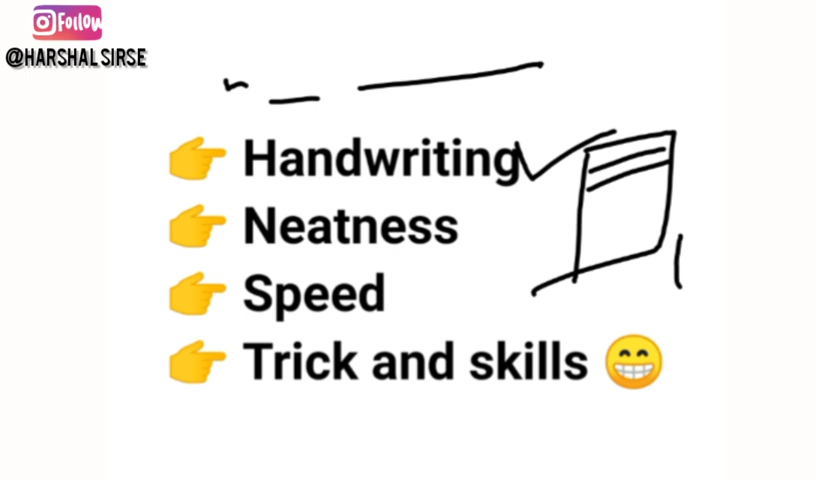 Follow
@HARSHAL SIRSE
👉 Handwriting
👉 Neatness
👉 Speed
👉 Trick and skills 😁